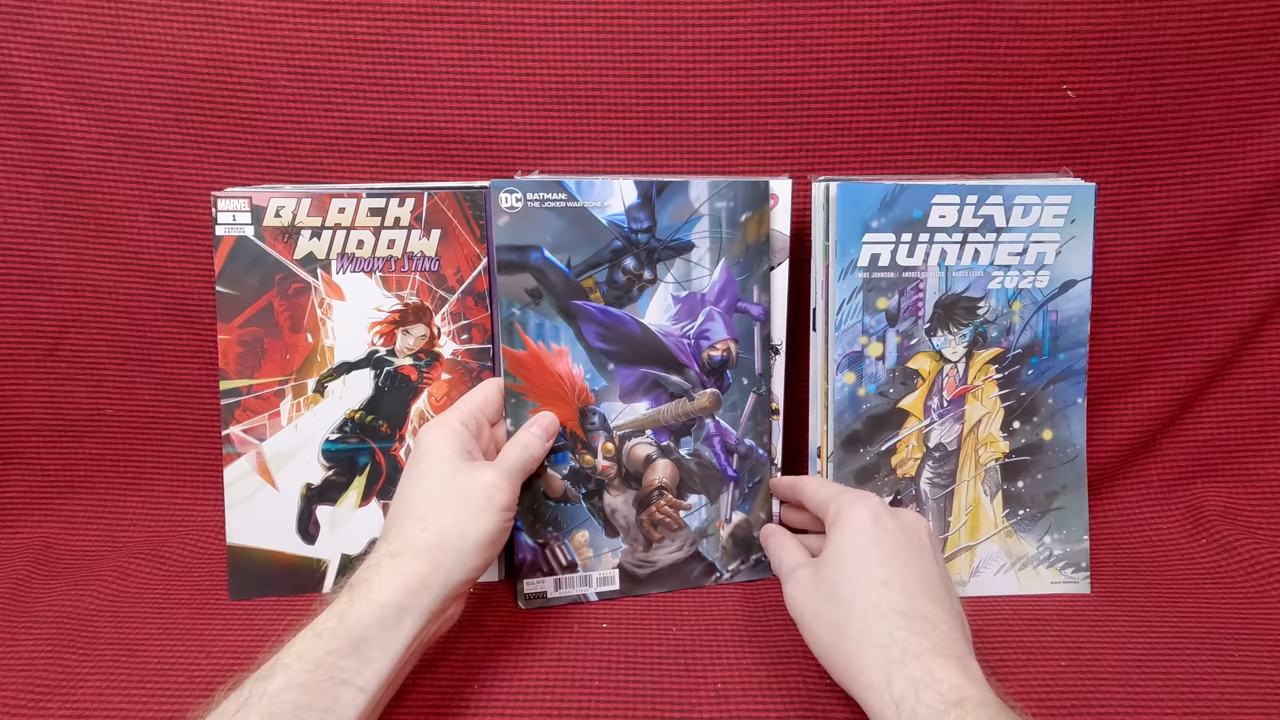 MARVEL
1
VARIANT
EDITION
BLACK
WIDOW
WIDOW'S STING
DC
BATMAN:
THE JOKER WAR ZONE #1
$6.99
BLADE
RUNNER
2029
MIKE JOHNSON | ANDRES GUINALDO | MARCO LESKO